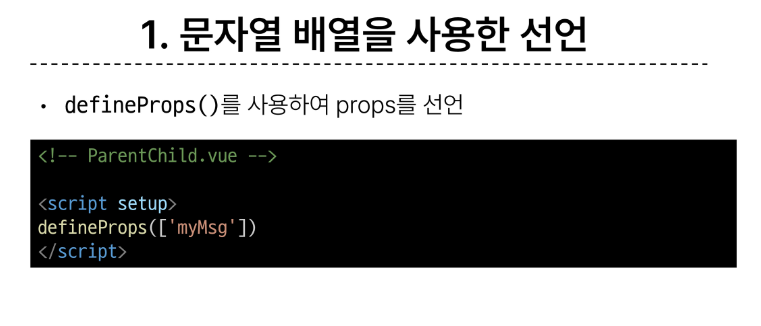 1. 문자열 배열을 사용한 선언
• defineProps()를 사용하여 props를 선언
<!-- ParentChild.vue -->
<script setup>
defineProps(['myMsg'])
</script>